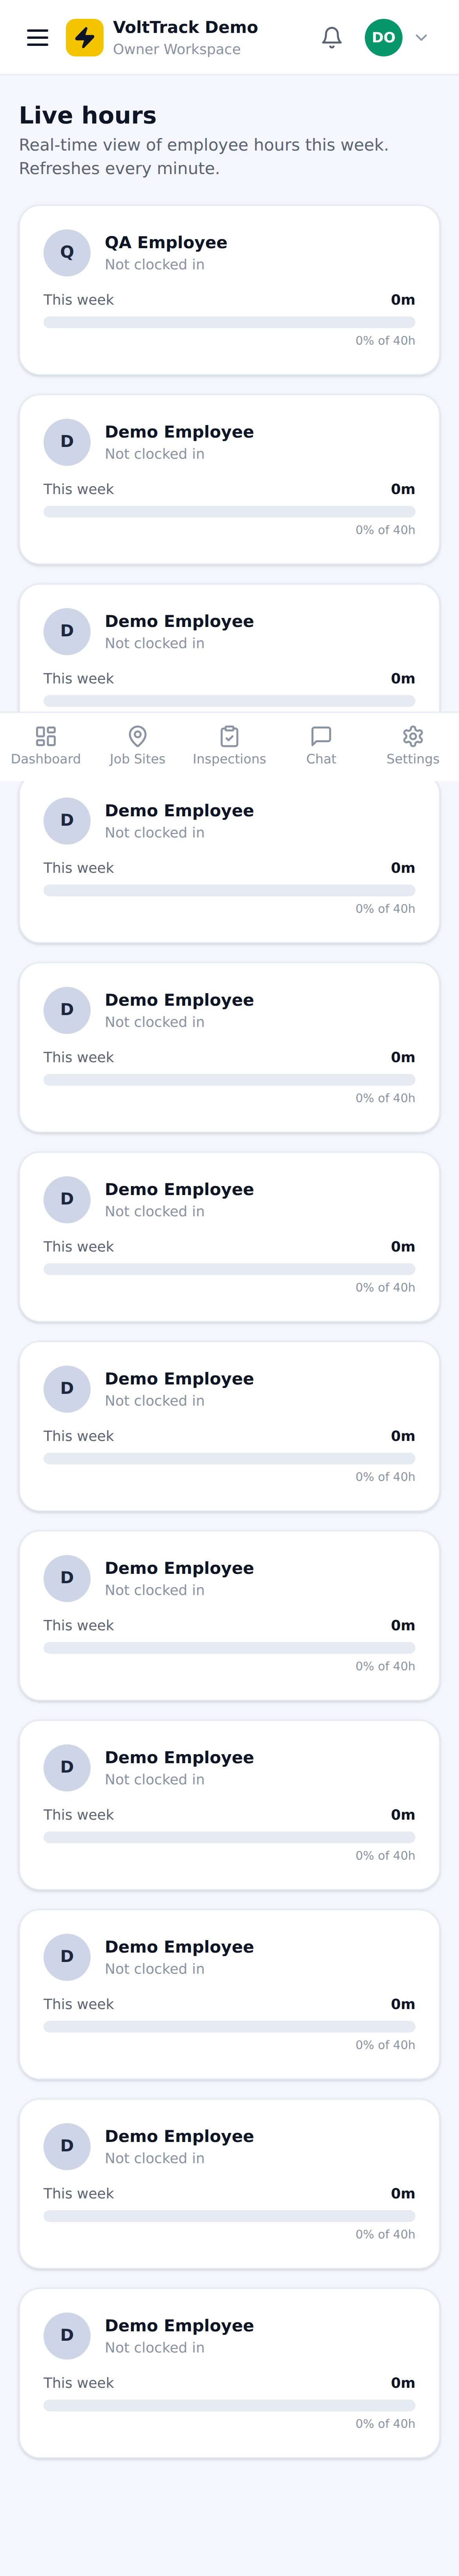 VoltTrack Demo
Owner Workspace
DO
Live hours
Real-time view of employee hours this week.
Refreshes every minute.
Q
QA Employee
Not clocked in
This week
0m
0% of 40h
D
Demo Employee
Not clocked in
This week
0m
0% of 40h
D
Demo Employee
Not clocked in
This week
0m
Dashboard
Job Sites
Inspections
Chat
Settings
D
Demo Employee
Not clocked in
This week
0m
0% of 40h
D
Demo Employee
Not clocked in
This week
0m
0% of 40h
D
Demo Employee
Not clocked in
This week
0m
0% of 40h
D
Demo Employee
Not clocked in
This week
0m
0% of 40h
D
Demo Employee
Not clocked in
This week
0m
0% of 40h
D
Demo Employee
Not clocked in
This week
0m
0% of 40h
D
Demo Employee
Not clocked in
This week
0m
0% of 40h
D
Demo Employee
Not clocked in
This week
0m
0% of 40h
D
Demo Employee
Not clocked in
This week
0m
0% of 40h